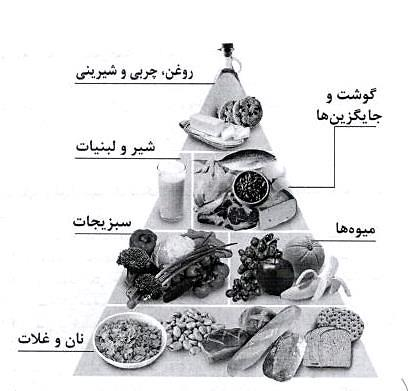 روغن، چربی و شیرینی
گوشت و
جایگزین‌ها
شیر و لبنیات
سبزیجات
میوه‌ها
نان و غلات